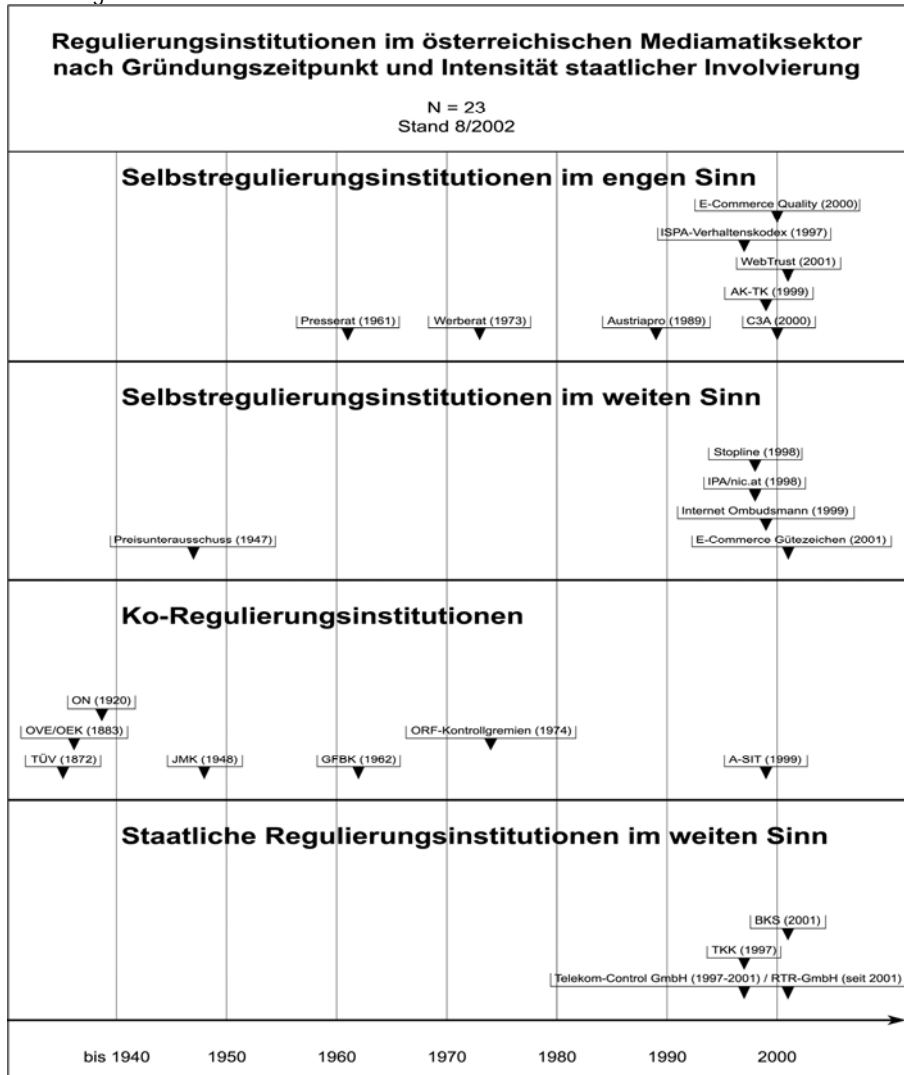 Regulierungsinstitutionen im österreichischen Mediamatiksektor
nach Gründungszeitpunkt und Intensität staatlicher Involvierung
N = 23
Stand 8/2002
Selbstregulierungsinstitutionen im engen Sinn
E-Commerce Quality (2000)
ISPA-Verhaltenskodex (1997)
WebTrust (2001)
AK-TK (1999)
Presserat (1961)
Werberat (1973)
Austriapro (1989)
C3A (2000)
Selbstregulierungsinstitutionen im weiten Sinn
Stopline (1998)
IPA/nic.at (1998)
Internet Ombudsmann (1999)
Preisunterausschuss (1947)
E-Commerce Gütezeichen (2001)
Ko-Regulierungsinstitutionen
ON (1920)
OVE/OEK (1883)
ORF-Kontrollgremien (1974)
TÜV (1872)
JMK (1948)
GFBK (1962)
A-SIT (1999)
Staatliche Regulierungsinstitutionen im weiten Sinn
BKS (2001)
TKK (1997)
Telekom-Control GmbH (1997-2001) / RTR-GmbH (seit 2001)
bis 1940
1950
1960
1970
1980
1990
2000